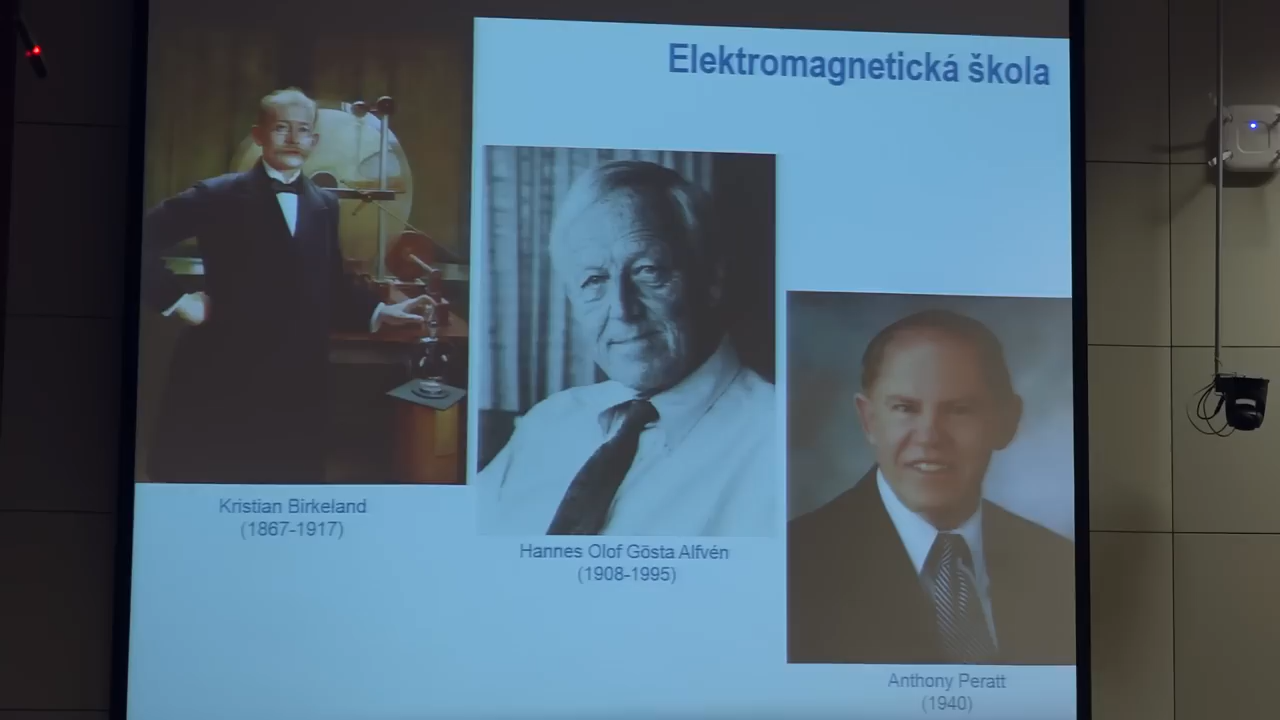 Elektromagnetická škola
Kristian Birkeland
(1867-1917)
Hannes Olof Gösta Alfvén
(1908-1995)
Anthony Peratt
(1940)